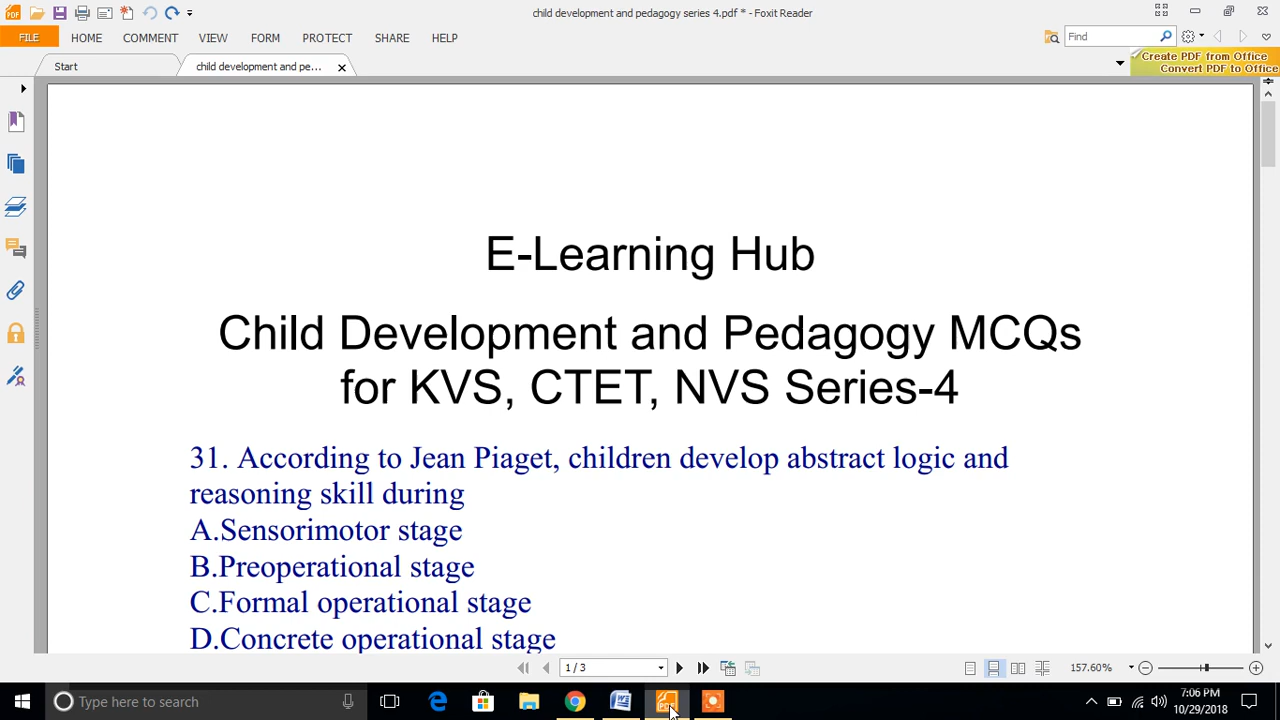 child development and pedagogy series 4.pdf * - Foxit Reader
FILE HOME COMMENT VIEW FORM PROTECT SHARE HELP
Find
Start
child development and pe...
Create PDF from Office
Convert PDF to Office
E-Learning Hub
Child Development and Pedagogy MCQs
for KVS, CTET, NVS Series-4
31. According to Jean Piaget, children develop abstract logic and
reasoning skill during
A.Sensorimotor stage
B.Preoperational stage
C.Formal operational stage
D.Concrete operational stage
1 / 3
157.60%
Type here to search
7:06 PM
10/29/2018